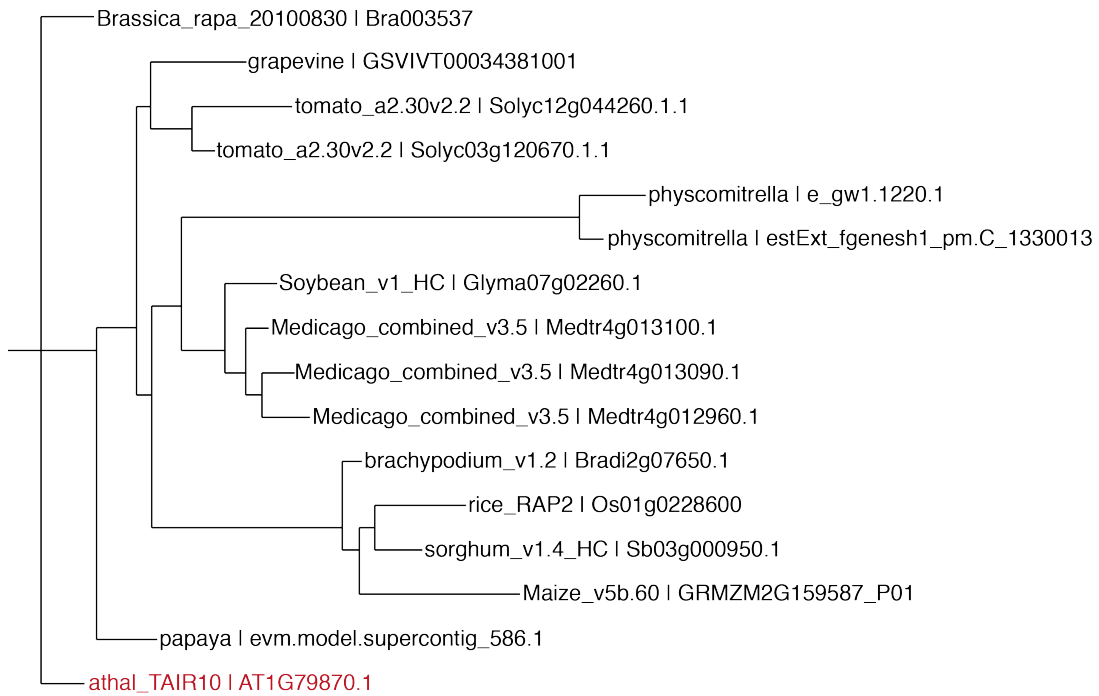 Brassica_rapa_20100830 | Bra003537
grapevine | GSVIVT00034381001
tomato_a2.30v2.2 | Solyc12g044260.1.1
tomato_a2.30v2.2 | Solyc03g120670.1.1
physcomitrella | e_gw1.1220.1
physcomitrella | estExt_fgenesh1_pm.C_1330013
Soybean_v1_HC | Glyma07g02260.1
Medicago_combined_v3.5 | Medtr4g013100.1
Medicago_combined_v3.5 | Medtr4g013090.1
Medicago_combined_v3.5 | Medtr4g012960.1
brachypodium_v1.2 | Bradi2g07650.1
rice_RAP2 | Os01g0228600
sorghum_v1.4_HC | Sb03g000950.1
Maize_v5b.60 | GRMZM2G159587_P01
papaya | evm.model.supercontig_586.1
athal_TAIR10 | AT1G79870.1